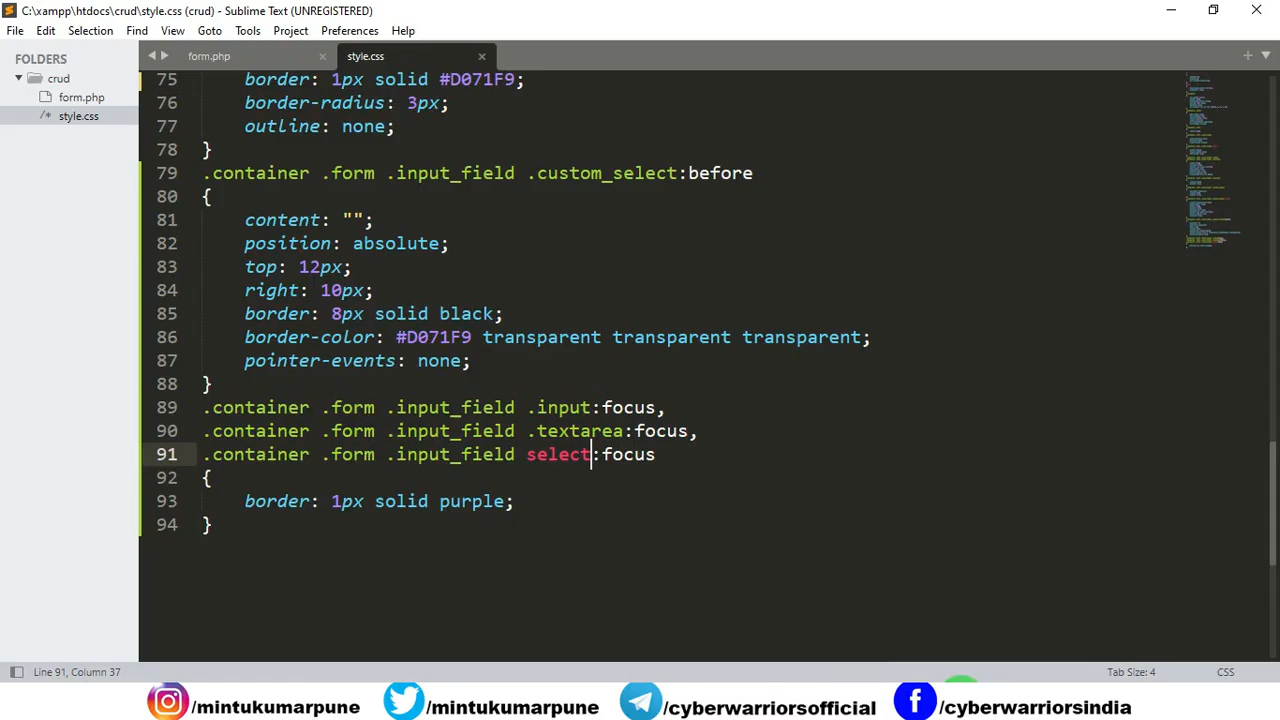 C:\xampp\htdocs\crud\style.css (crud) - Sublime Text (UNREGISTERED)
File Edit Selection Find View Goto Tools Project Preferences Help
FOLDERS
crud
form.php
/* style.css
form.php
style.css
75 border: 1px solid #D071F9;
76 border-radius: 3px;
77 outline: none;
78 }
79 .container .form .input_field .custom_select:before
80 {
81 content: "";
82 position: absolute;
83 top: 12px;
84 right: 10px;
85 border: 8px solid black;
86 border-color: #D071F9 transparent transparent transparent;
87 pointer-events: none;
88 }
89 .container .form .input_field .input:focus,
90 .container .form .input_field .textarea:focus,
91 .container .form .input_field select:focus
92 {
93 border: 1px solid purple;
94 }
Line 91, Column 37
Tab Size: 4
CSS
/mintukumarpune
/mintukumarpune
/cyberwarriorsofficial
/cyberwarriorsindia